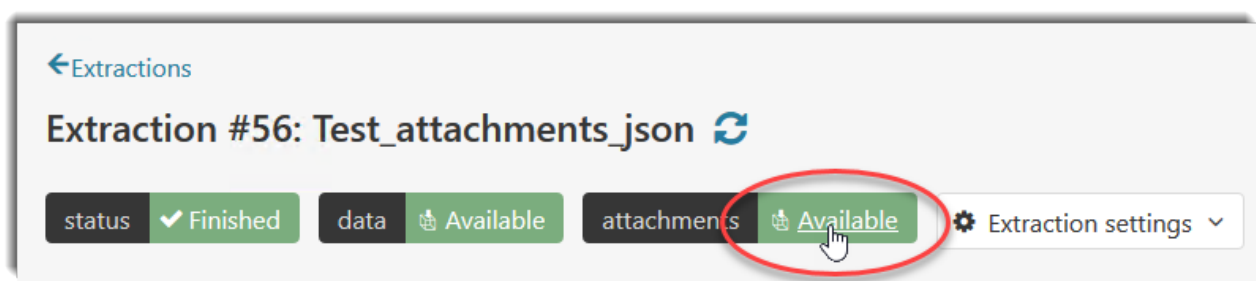 Extractions
Extraction #56: Test_attachments_json
status Finished data Available attachments Available Extraction settings